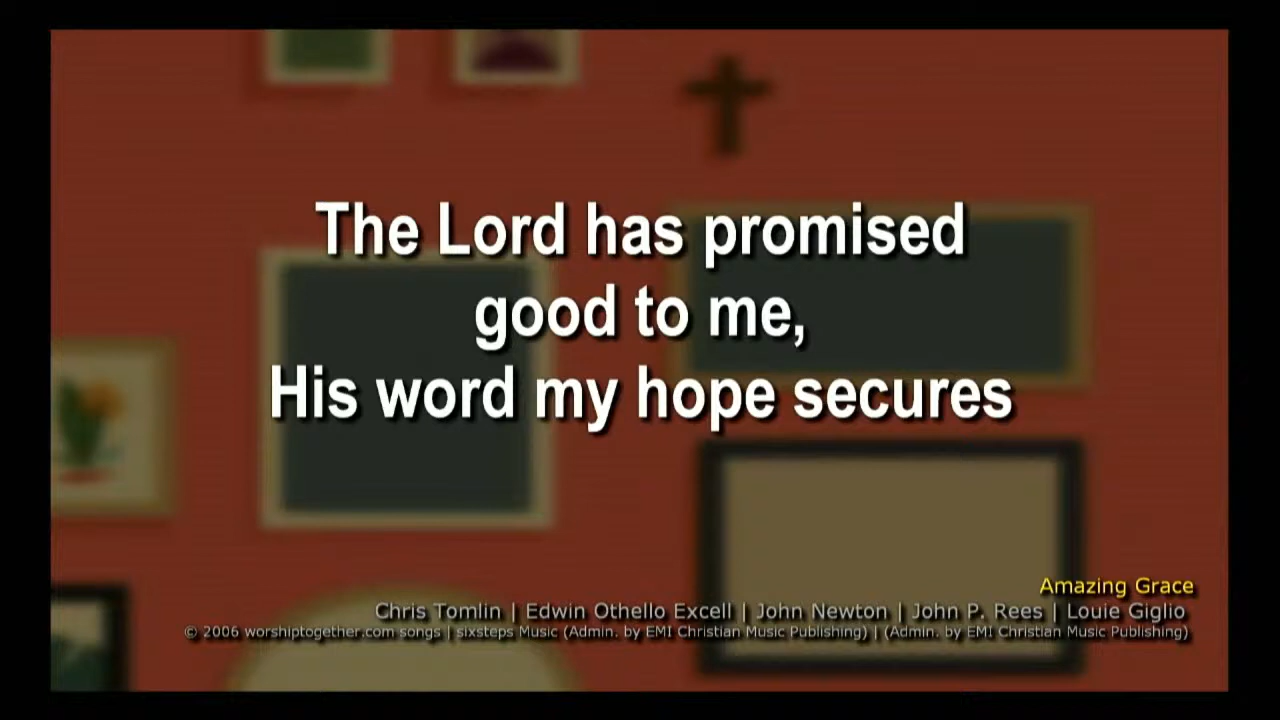 The Lord has promised
good to me,
His word my hope secures
Amazing Grace
Chris Tomlin | Edwin Othello Excell | John Newton | John P. Rees | Louie Giglio
© 2006 worshiptogether.com songs | sixsteps Music (Admin. by EMI Christian Music Publishing) | (Admin. by EMI Christian Music Publishing)